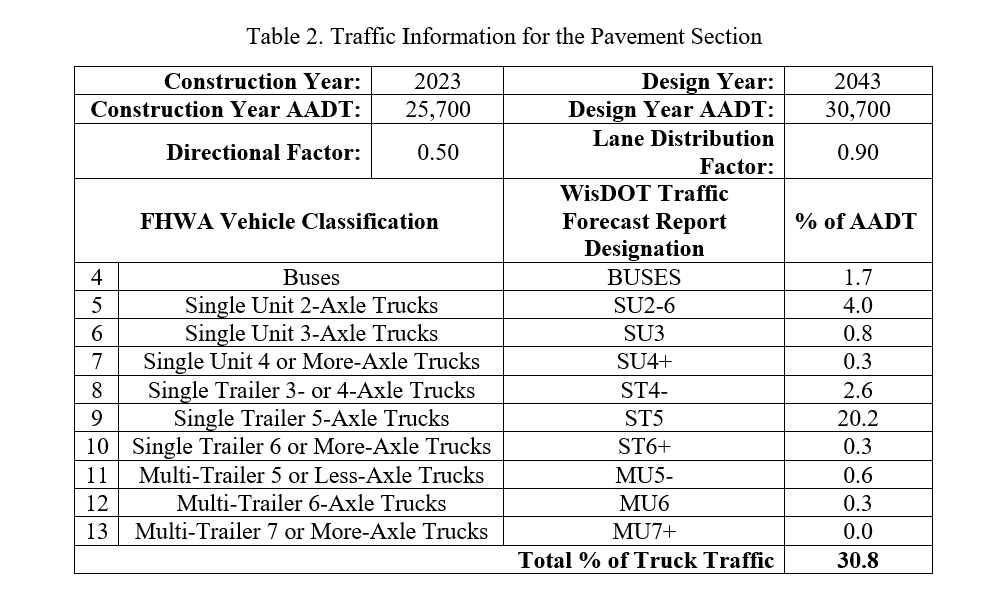 Table 2. Traffic Information for the Pavement Section
Construction Year: 2023 Design Year: 2043
Construction Year AADT: 25,700 Design Year AADT: 30,700
Directional Factor: 0.50 Lane Distribution Factor: 0.90
FHWA Vehicle Classification WisDOT Traffic Forecast Report Designation % of AADT
4 Buses BUSES 1.7
5 Single Unit 2-Axle Trucks SU2-6 4.0
6 Single Unit 3-Axle Trucks SU3 0.8
7 Single Unit 4 or More-Axle Trucks SU4+ 0.3
8 Single Trailer 3- or 4-Axle Trucks ST4- 2.6
9 Single Trailer 5-Axle Trucks ST5 20.2
10 Single Trailer 6 or More-Axle Trucks ST6+ 0.3
11 Multi-Trailer 5 or Less-Axle Trucks MU5- 0.6
12 Multi-Trailer 6-Axle Trucks MU6 0.3
13 Multi-Trailer 7 or More-Axle Trucks MU7+ 0.0
Total % of Truck Traffic 30.8